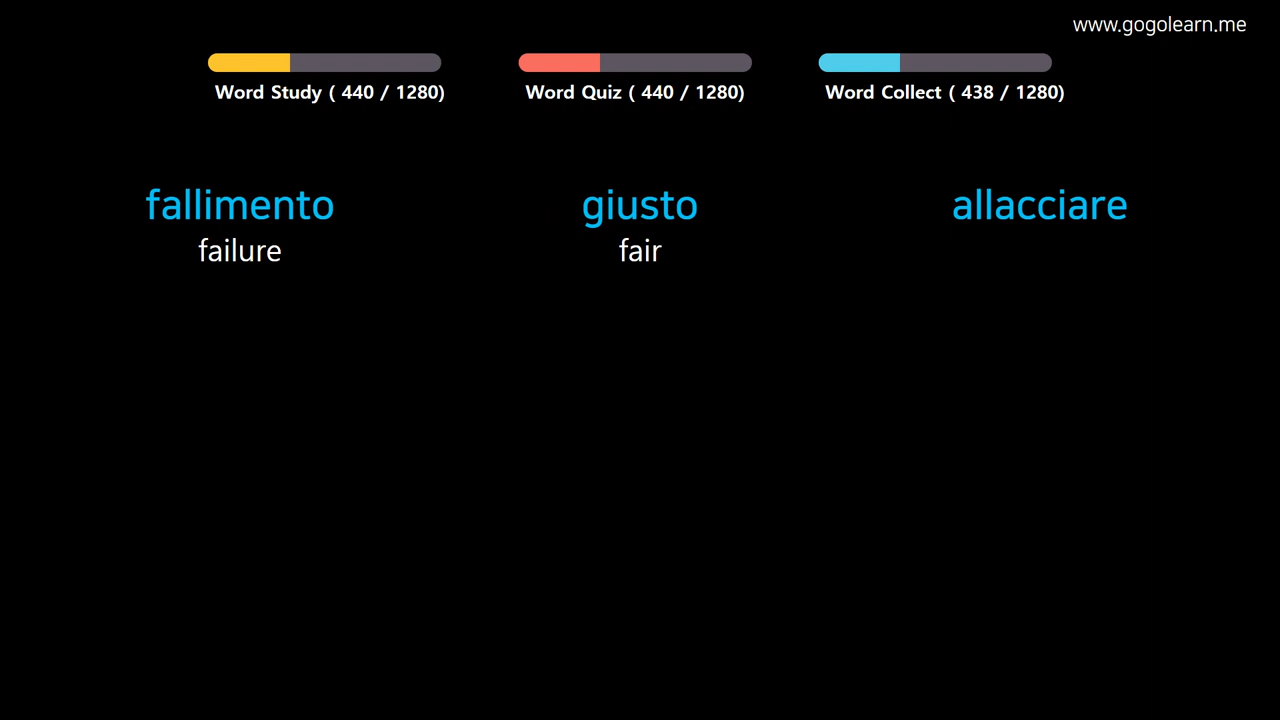 www.gogolearn.me
Word Study ( 440 / 1280)
Word Quiz ( 440 / 1280)
Word Collect ( 438 / 1280)
fallimento
failure
giusto
fair
allacciare